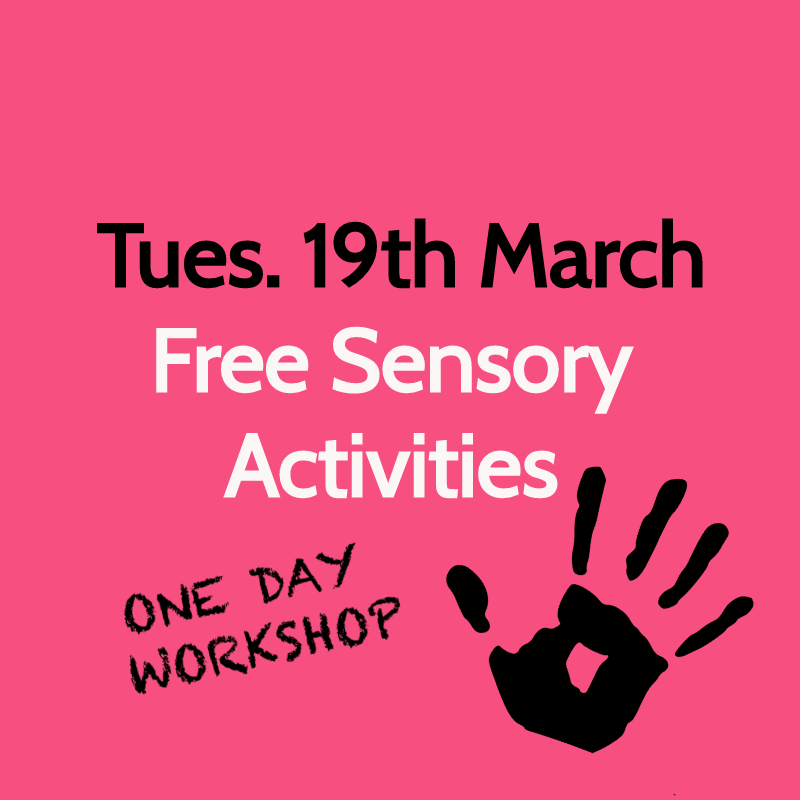 Tues. 19th March
Free Sensory
Activities
ONE DAY
WORKSHOP